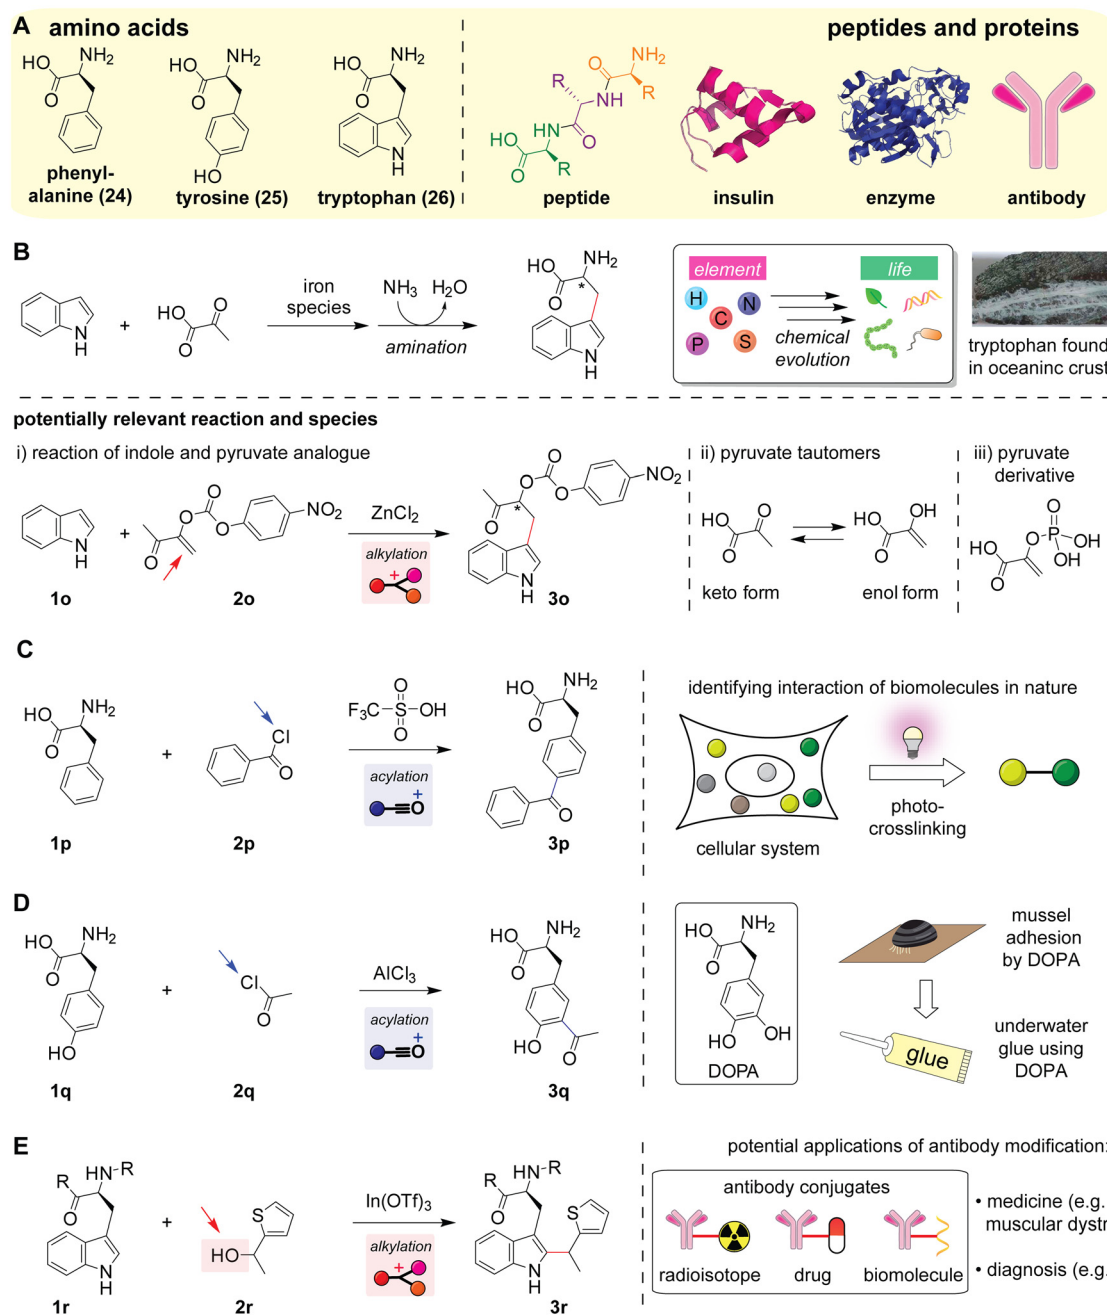 A amino acids
peptides and proteins
HO NH2 O
phenyl-
alanine (24)
HO NH2 O HO
tyrosine (25)
HO NH2 O N H
tryptophan (26)
NH2 O R R NH HN O HO O R
peptide
insulin
enzyme
antibody
B
N H
+
HO O O
iron
species
NH3 H2O
amination
HO NH2 O * N H
element
H N C P S
life
chemical
evolution
tryptophan found
in oceaninc crust
potentially relevant reaction and species
i) reaction of indole and pyruvate analogue
N H
1o
+
O O O O NO2
2o
ZnCl2
alkylation
+
O O O O NO2 * N H
3o
ii) pyruvate tautomers
HO O O
keto form
HO OH O
enol form
iii) pyruvate
derivative
O O P OH OH HO O
C
HO NH2 O
1p
+
Cl O
2p
F3C S OH O O
acylation
+
O
HO NH2 O O
3p
identifying interaction of biomolecules in nature
cellular system
photo-
crosslinking
D
HO NH2 O HO
1q
+
Cl O
2q
AlCl3
acylation
+
O
HO NH2 O HO O
3q
HO NH2 O HO OH
DOPA
mussel
adhesion
by DOPA
glue
underwater
glue using
DOPA
E
R HN R O N H
1r
+
S HO
2r
In(OTf)3
alkylation
+
R HN R O S N H
3r
potential applications of antibody modification:
antibody conjugates
radioisotope
drug
biomolecule
• medicine (e.g.
muscular dystr
• diagnosis (e.g.